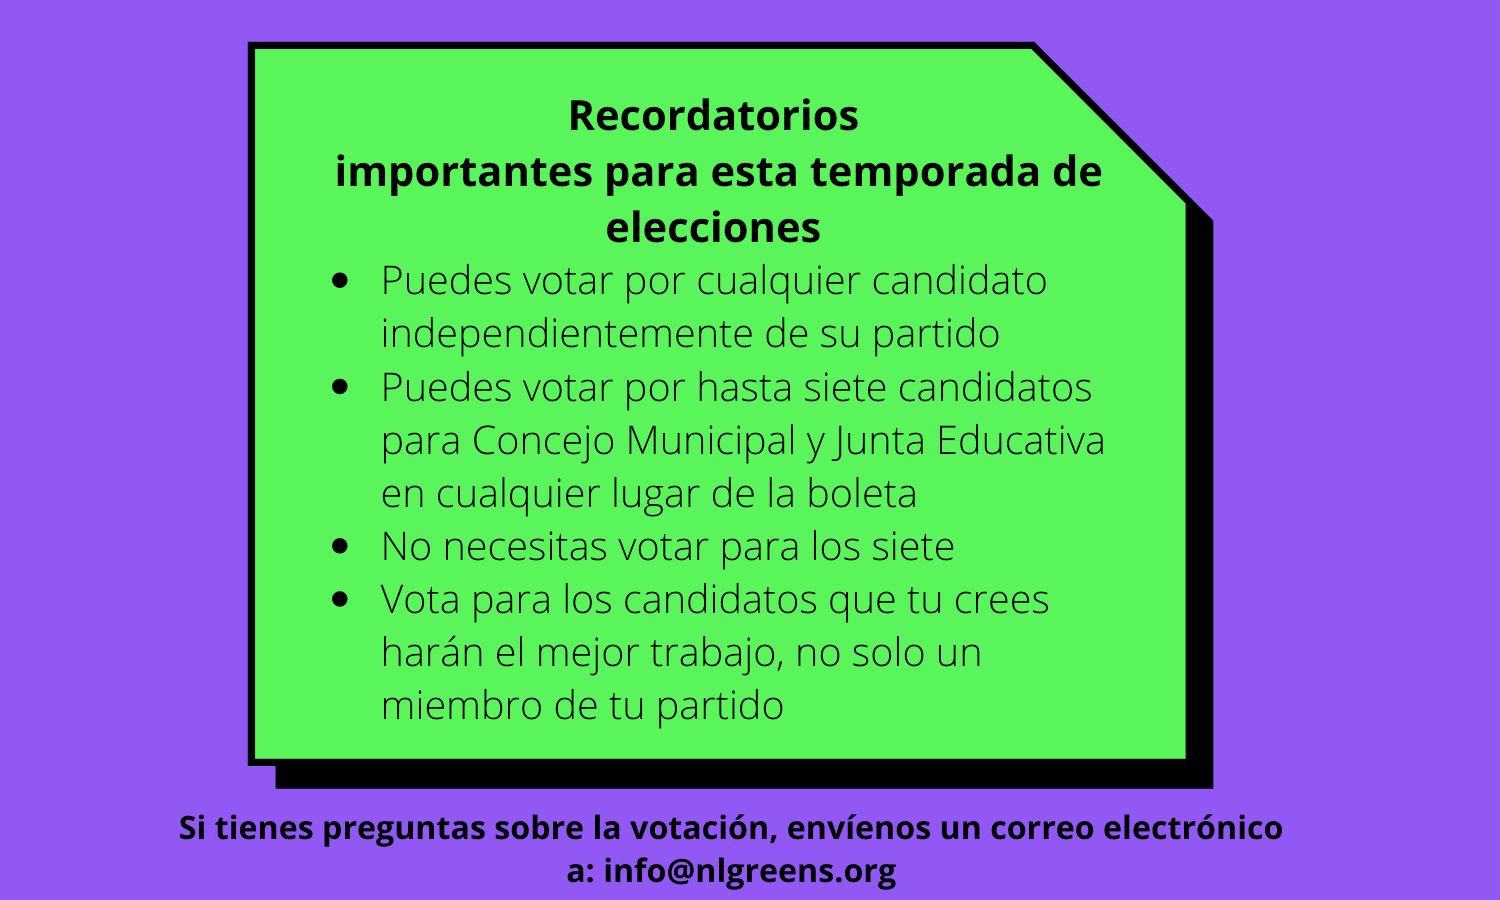 Recordatorios
importantes para esta temporada de
elecciones
• Puedes votar por cualquier candidato
independientemente de su partido
• Puedes votar por hasta siete candidatos
para Concejo Municipal y Junta Educativa
en cualquier lugar de la boleta
• No necesitas votar para los siete
• Vota para los candidatos que tu crees
harán el mejor trabajo, no solo un
miembro de tu partido
Si tienes preguntas sobre la votación, envíenos un correo electrónico
a: info@nlgreens.org